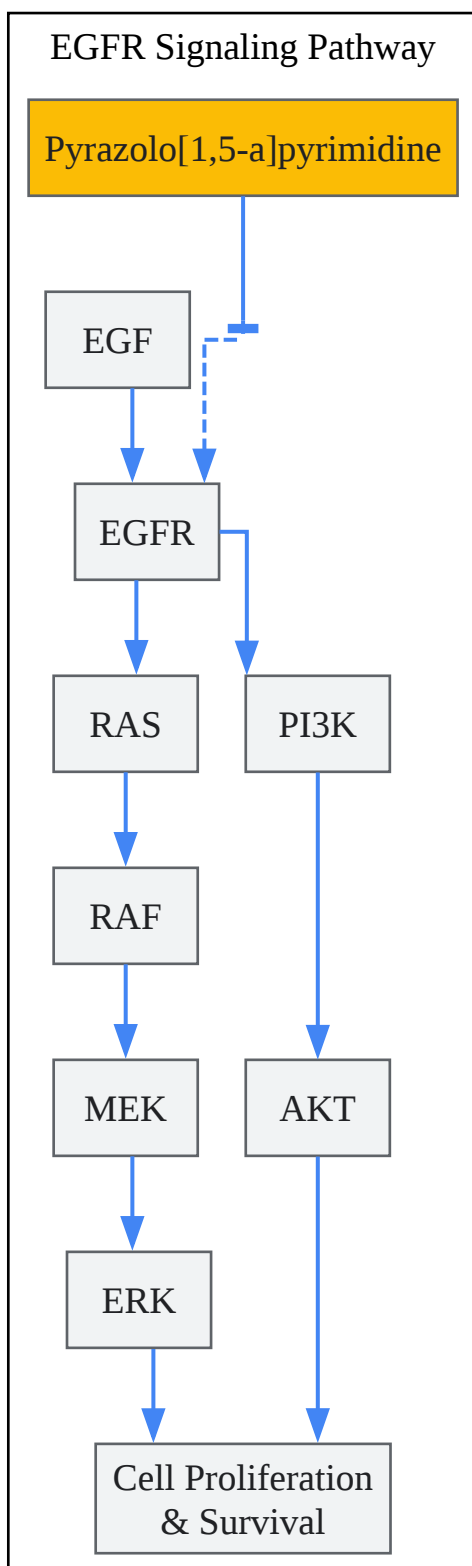 EGFR Signaling Pathway
Pyrazolo[1,5-a]pyrimidine
EGF
EGFR
RAS
PI3K
RAF
MEK
AKT
ERK
Cell Proliferation
& Survival